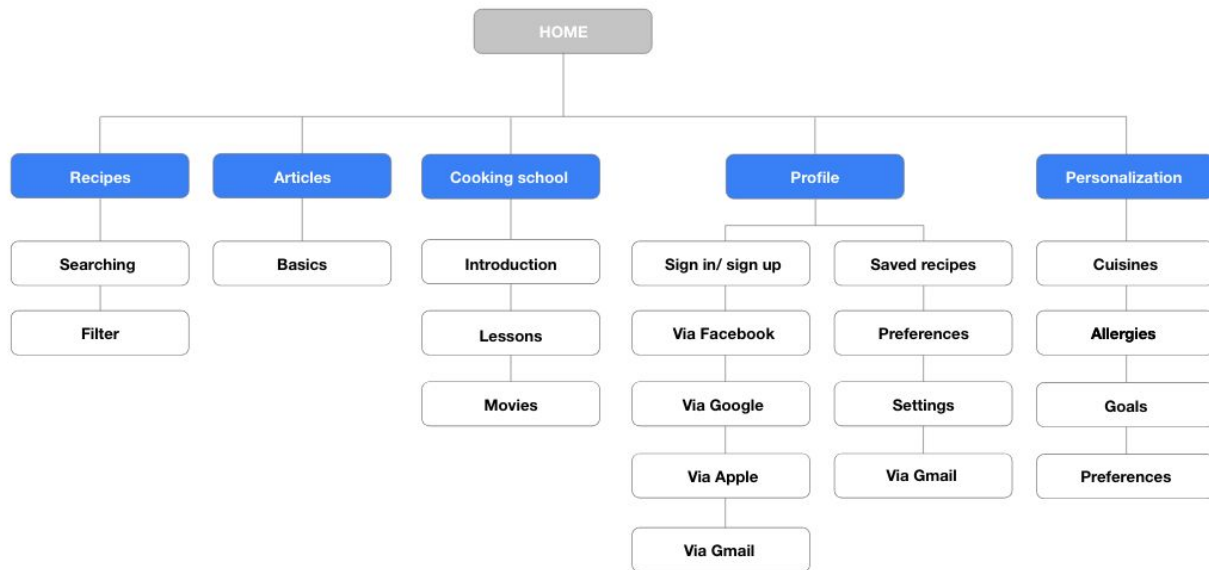 HOME
Recipes
Articles
Cooking school
Profile
Personalization
Searching
Basics
Introduction
Sign in/ sign up
Saved recipes
Cuisines
Filter
Lessons
Via Facebook
Preferences
Allergies
Movies
Via Google
Settings
Goals
Via Apple
Via Gmail
Preferences
Via Gmail